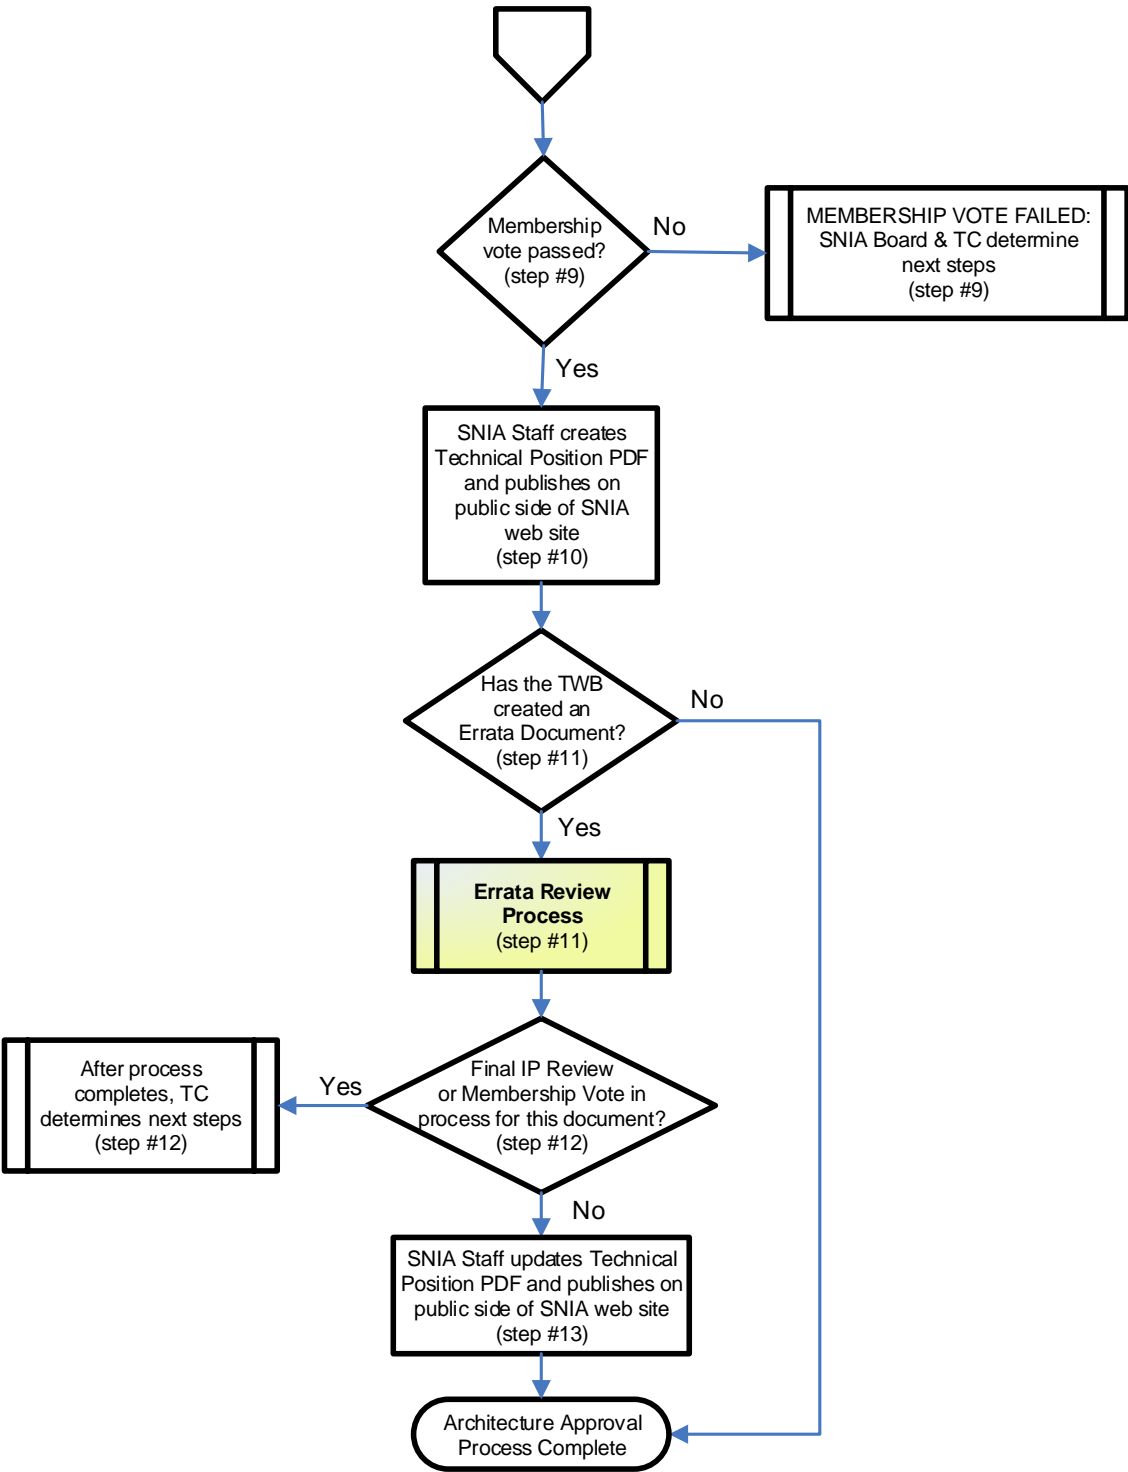 Membership
vote passed?
(step #9)
No
MEMBERSHIP VOTE FAILED:
SNIA Board & TC determine
next steps
(step #9)
Yes
SNIA Staff creates
Technical Position PDF
and publishes on
public side of SNIA
web site
(step #10)
Has the TWB
created an
Errata Document?
(step #11)
No
Yes
Errata Review
Process
(step #11)
After process
completes, TC
determines next steps
(step #12)
Yes
Final IP Review
or Membership Vote in
process for this document?
(step #12)
No
SNIA Staff updates Technical
Position PDF and publishes on
public side of SNIA web site
(step #13)
Architecture Approval
Process Complete